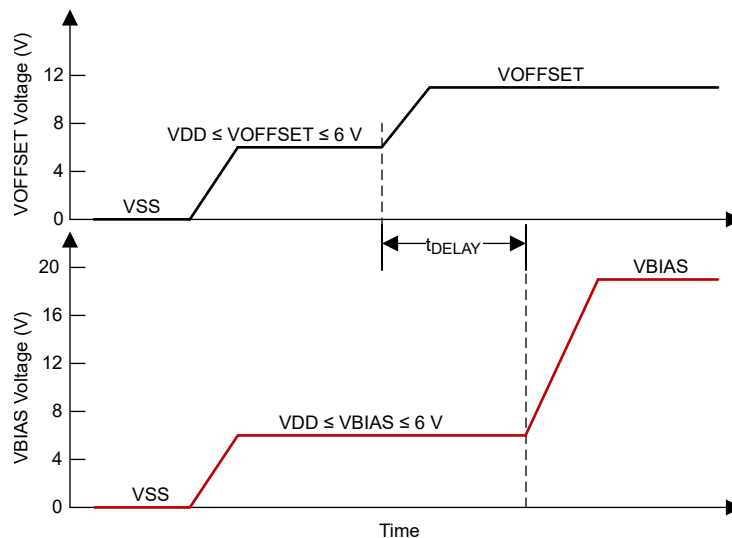 VOFFSET Voltage (V)
12
8
4
0
VOFFSET
VDD ≤ VOFFSET ≤ 6 V
VSS
tDELAY
VBIAS Voltage (V)
20
16
12
8
4
0
VBIAS
VDD ≤ VBIAS ≤ 6 V
VSS
Time